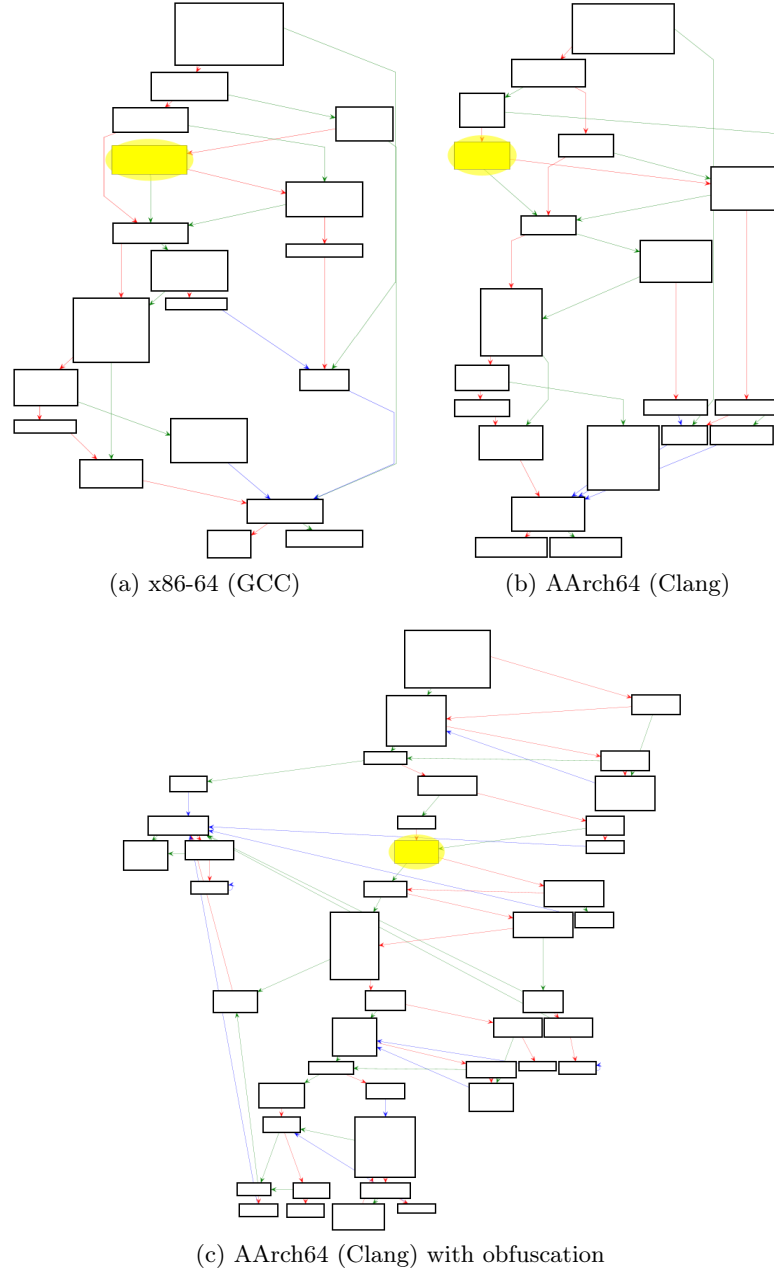 (a) x86-64 (GCC)
(b) AArch64 (Clang)
(c) AArch64 (Clang) with obfuscation